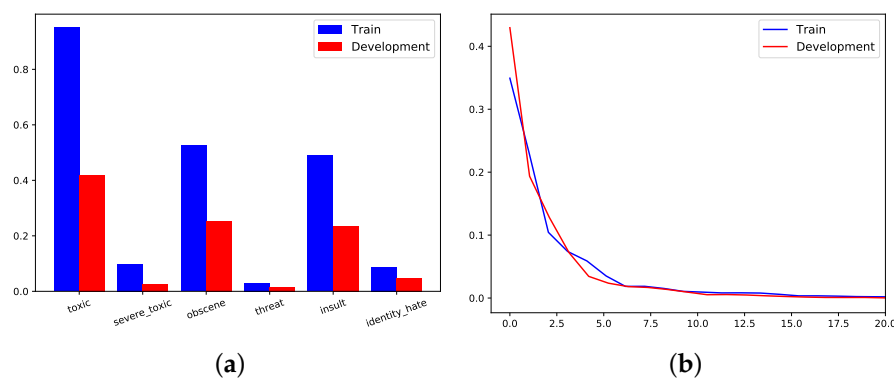 Train
Development
0.8
0.6
0.4
0.2
0.0
toxic
severe_toxic
obscene
threat
insult
identity_hate
(a)
Train
Development
0.4
0.3
0.2
0.1
0.0
0.0 2.5 5.0 7.5 10.0 12.5 15.0 17.5 20.0
(b)